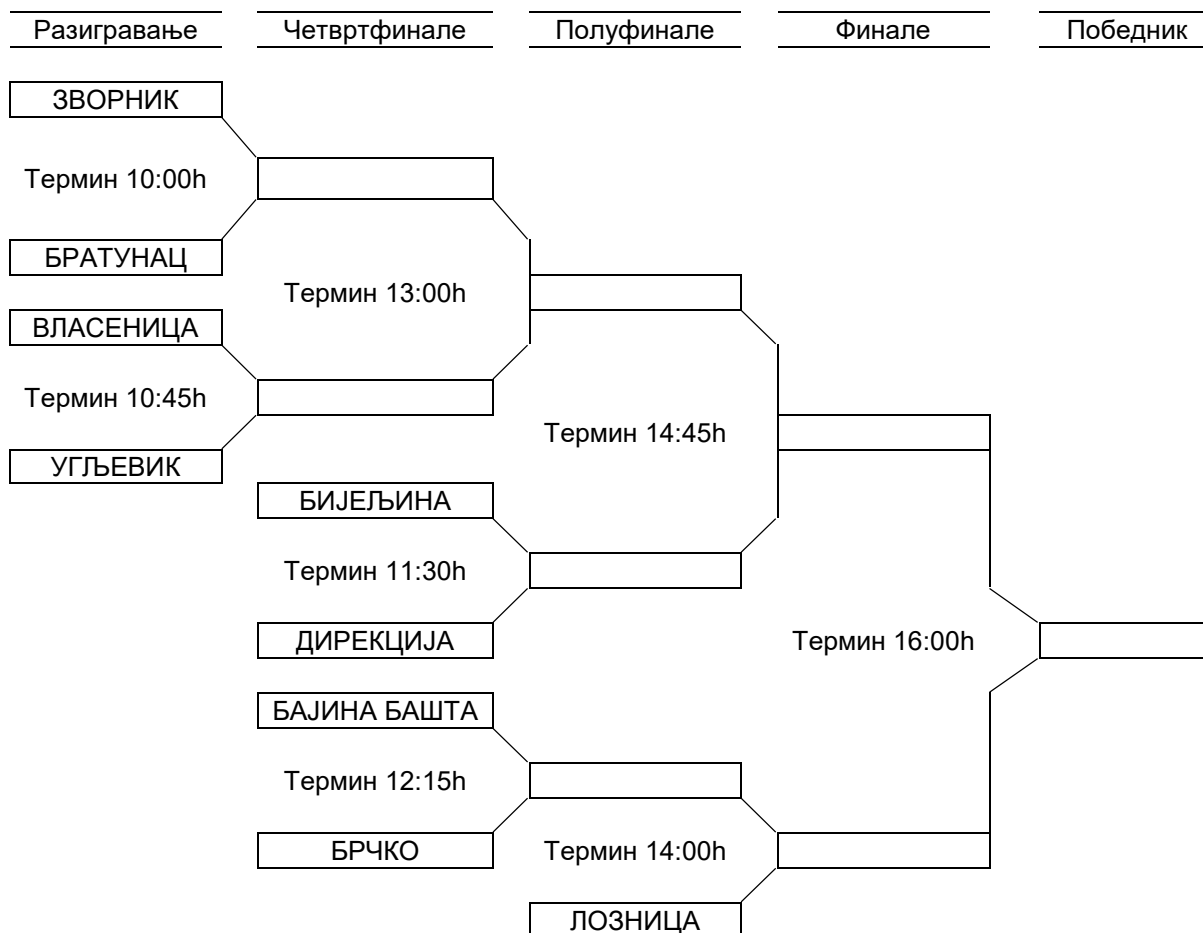 Разигравање Четвртфинале Полуфинале Финале Победник
ЗВОРНИК
Термин 10:00h
БРАТУНАЦ
Термин 13:00h
ВЛАСЕНИЦА
Термин 10:45h
Термин 14:45h
УГЉЕВИК
БИЈЕЉИНА
Термин 11:30h
ДИРЕКЦИЈА Термин 16:00h
БАЈИНА БАШТА
Термин 12:15h
БРЧКО Термин 14:00h
ЛОЗНИЦА